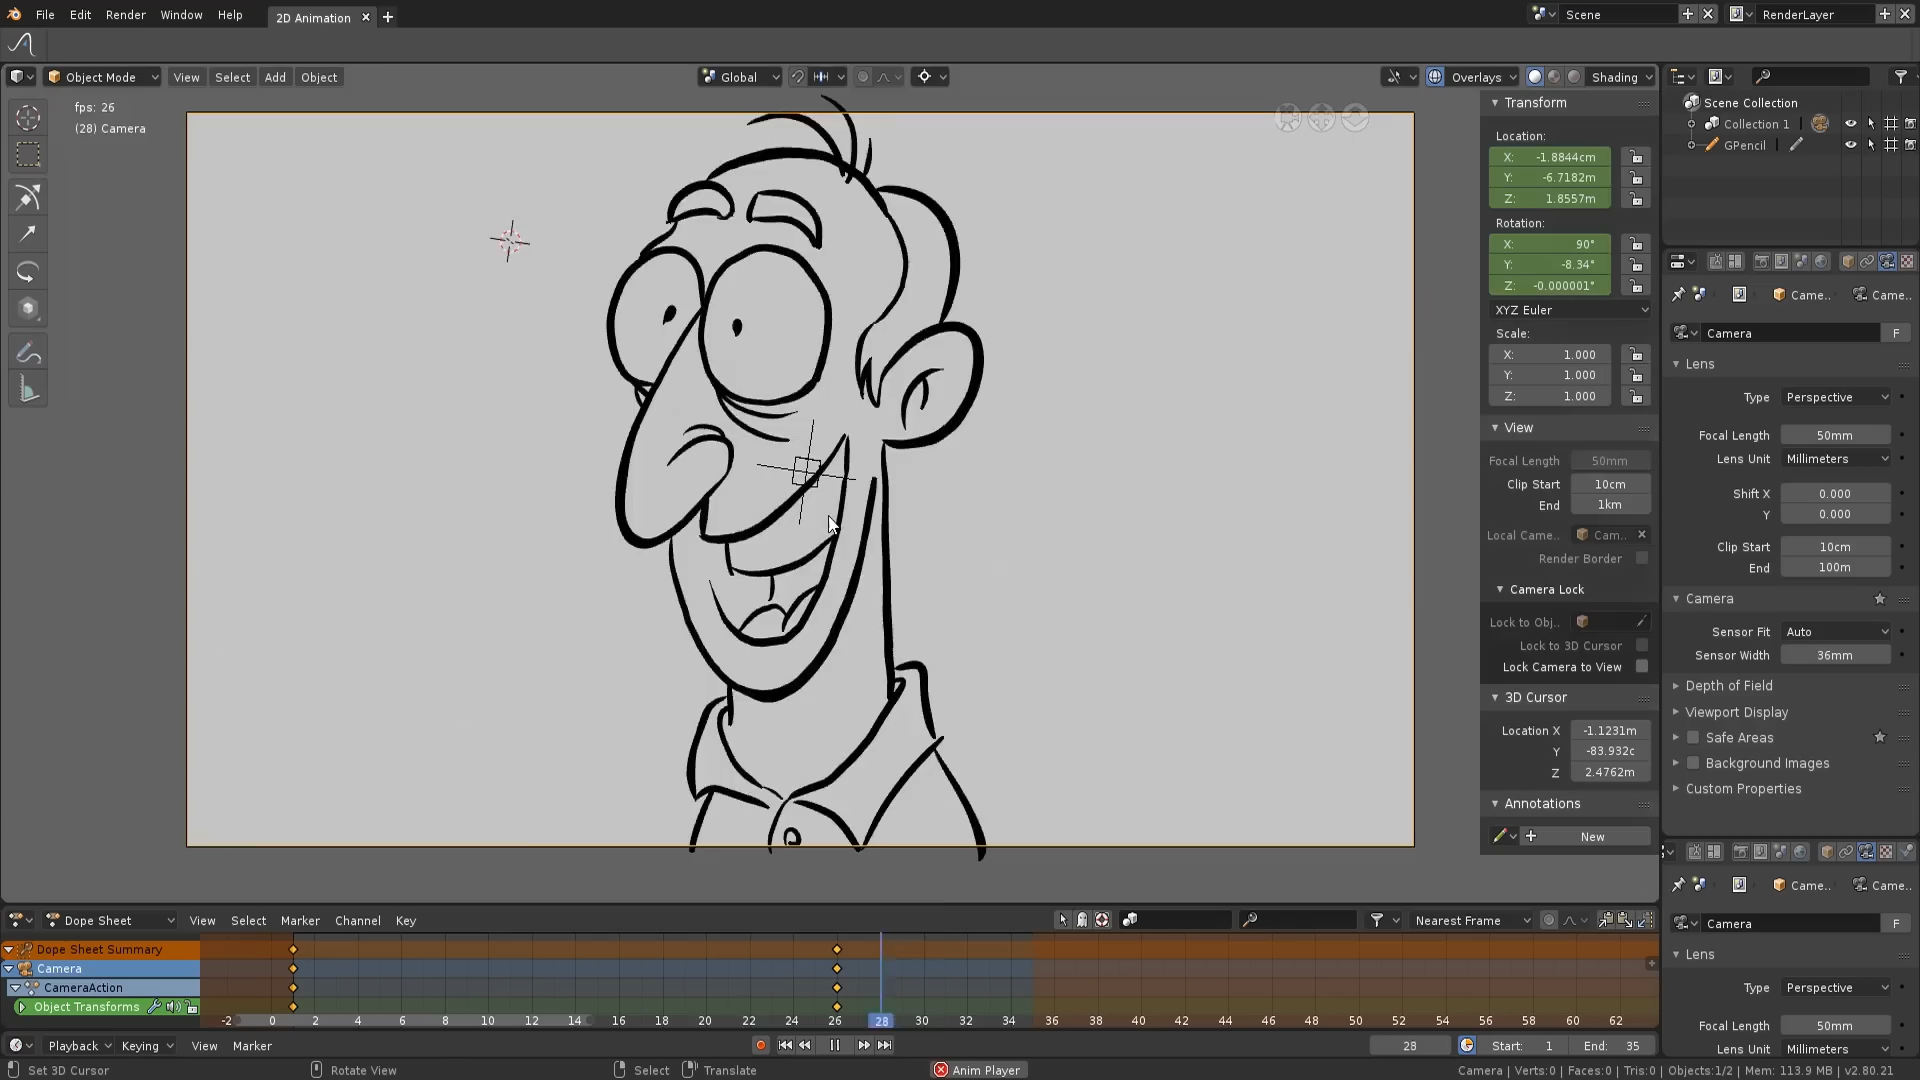 File Edit Render Window Help 2D Animation Scene RenderLayer
Object Mode View Select Add Object Global Overlays Shading
fps: 26
(28) Camera
Transform
Location:
X: -1.8844cm
Y: -6.7182m
Z: 1.8557m
Rotation:
X: 90°
Y: -8.34°
Z: -0.000001°
XYZ Euler
Scale:
X: 1.000
Y: 1.000
Z: 1.000
View
Focal Length 50mm
Clip Start 10cm
End 1km
Local Came.. Cam..
Render Border
Camera Lock
Lock to Obj..
Lock to 3D Cursor
Lock Camera to View
3D Cursor
Location X -1.1231m
Y -83.932c
Z 2.4762m
Annotations
New
Scene Collection
Collection 1
GPencil
Came.. Came..
Camera F
Lens
Type Perspective
Focal Length 50mm
Lens Unit Millimeters
Shift X 0.000
Y 0.000
Clip Start 10cm
End 100m
Camera
Sensor Fit Auto
Sensor Width 36mm
Depth of Field
Viewport Display
Safe Areas
Background Images
Custom Properties
Came.. Came..
Camera F
Lens
Type Perspective
Focal Length 50mm
Lens Unit Millimeters
Dope Sheet View Select Marker Channel Key Nearest Frame
Dope Sheet Summary
Camera
CameraAction
Object Transforms
-2 0 2 4 6 8 10 12 14 16 18 20 22 24 26 28 30 32 34 36 38 40 42 44 46 48 50 52 54 56 58 60 62
Playback Keying View Marker 28 Start: 1 End: 35
Set 3D Cursor Rotate View Select Translate Anim Player Camera | Verts:0 | Faces:0 | Tris:0 | Objects:1/2 | Mem: 113.9 MB | v2.80.21